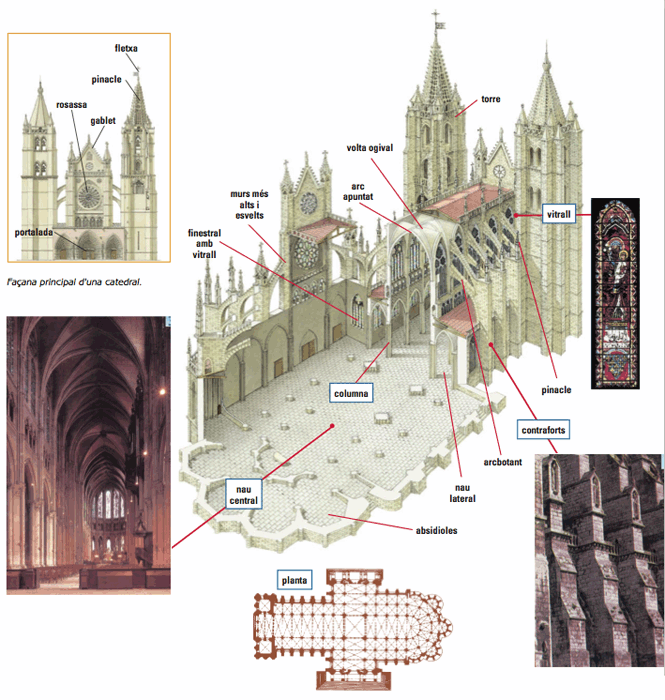 fletxa
pinacle
rosassa
gablet
portalada
Façana principal d'una catedral.
torre
volta ogival
arc
apuntat
murs més
alts i
esvelts
finestral
amb
vitrall
vitrall
pinacle
columna
contraforts
arcbotant
nau
lateral
nau
central
absidioles
planta